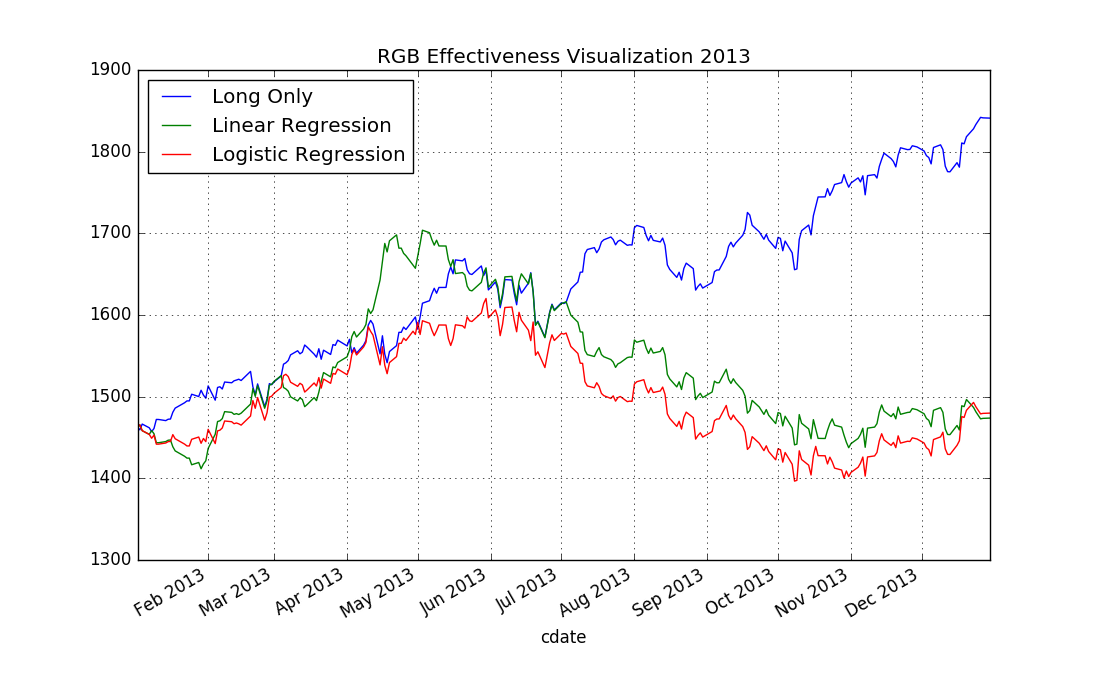 RGB Effectiveness Visualization 2013
1900
1800
1700
1600
1500
1400
1300
Long Only
Linear Regression
Logistic Regression
Feb 2013
Mar 2013
Apr 2013
May 2013
Jun 2013
Jul 2013
Aug 2013
Sep 2013
Oct 2013
Nov 2013
Dec 2013
cdate